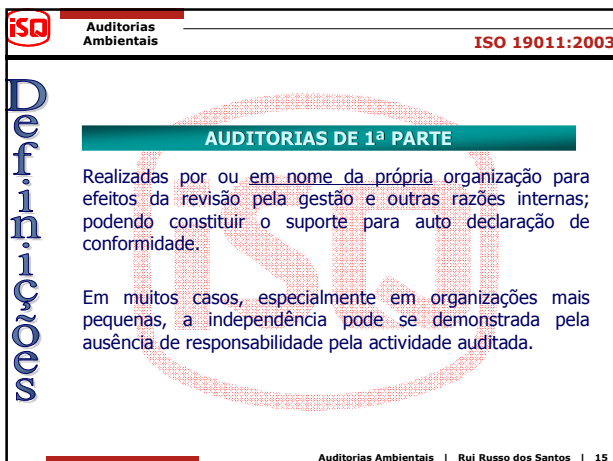 iSQ
Auditorias
Ambientais
ISO 19011:2003
Definições
AUDITORIAS DE 1ª PARTE
Realizadas por ou em nome da própria organização para
efeitos da revisão pela gestão e outras razões internas;
podendo constituir o suporte para auto declaração de
conformidade.
Em muitos casos, especialmente em organizações mais
pequenas, a independência pode se demonstrada pela
ausência de responsabilidade pela actividade auditada.
iSQ
Auditorias Ambientais | Rui Russo dos Santos | 15